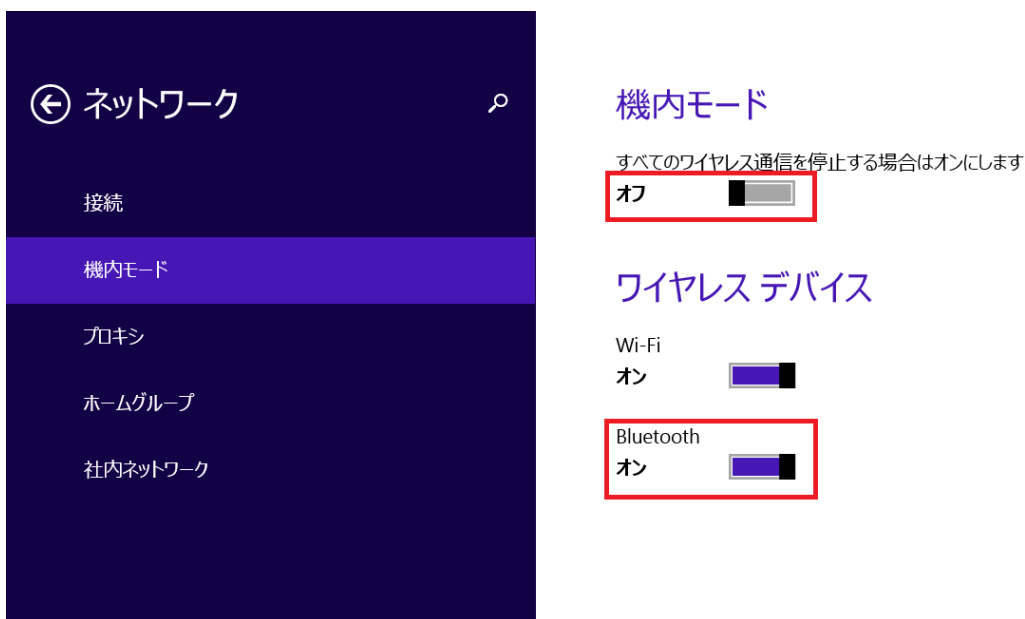 ネットワーク
接続
機内モード
プロキシ
ホームグループ
社内ネットワーク
機内モード
すべてのワイヤレス通信を停止する場合はオンにします
オフ
ワイヤレス デバイス
Wi-Fi
オン
Bluetooth
オン